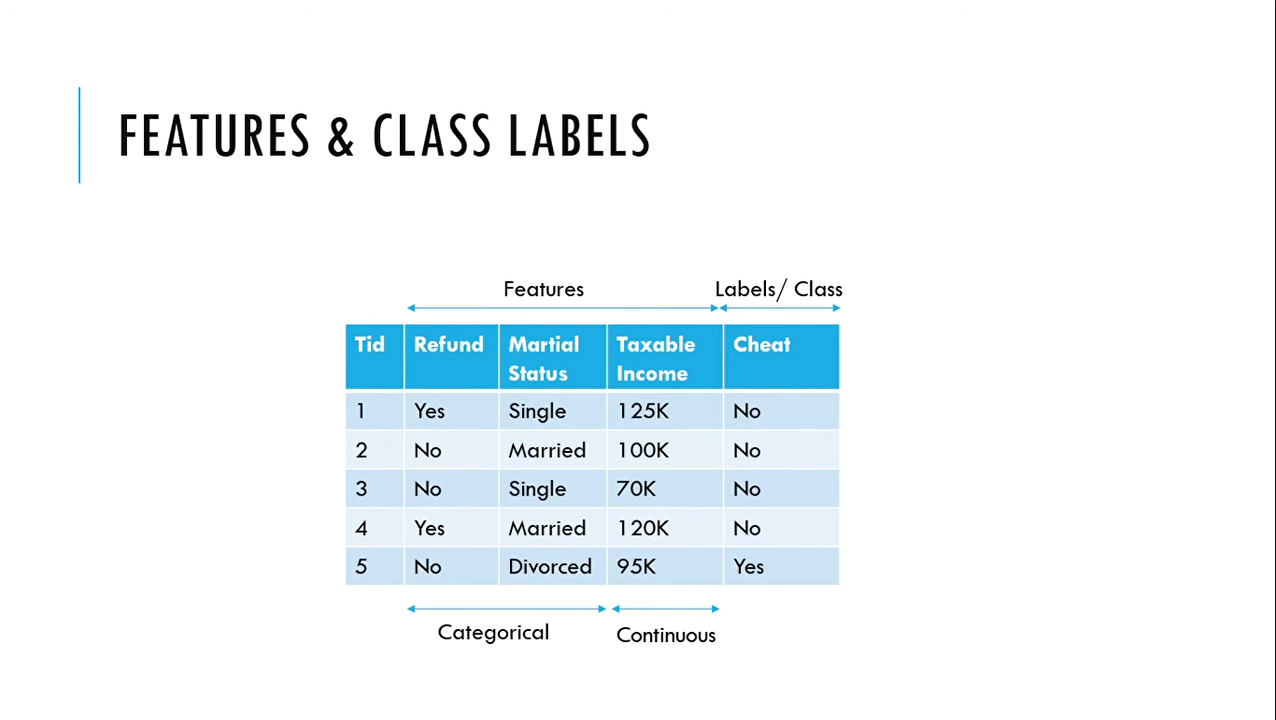 FEATURES & CLASS LABELS
Features Labels/ Class
Tid Refund Martial Status Taxable Income Cheat
1 Yes Single 125K No
2 No Married 100K No
3 No Single 70K No
4 Yes Married 120K No
5 No Divorced 95K Yes
Categorical Continuous